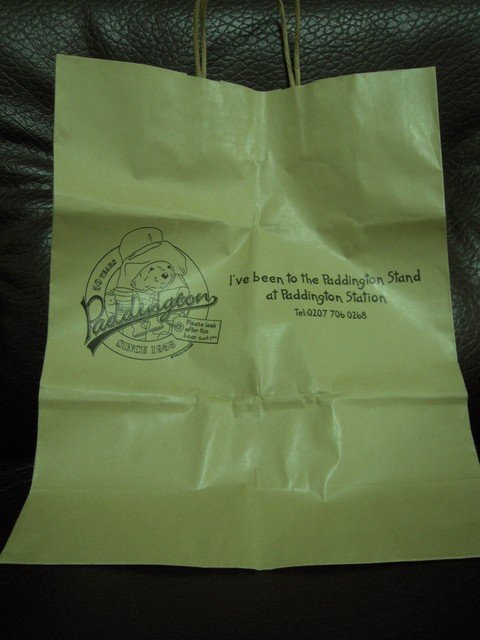 50 YEARS
Paddington
Please look
after this
bear. Thank you
SINCE 1958
I've been to the Paddington Stand
at Paddington Station
Tel:0207 706 0268